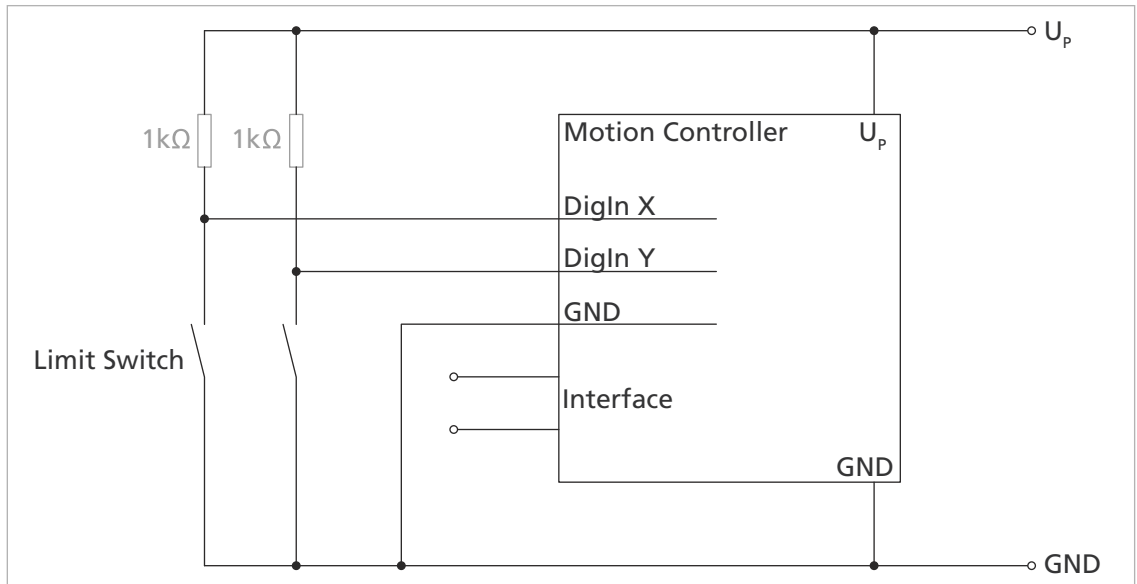 U_P
1kΩ
1kΩ
Motion Controller
U_P
DigIn X
DigIn Y
GND
Limit Switch
Interface
GND
GND